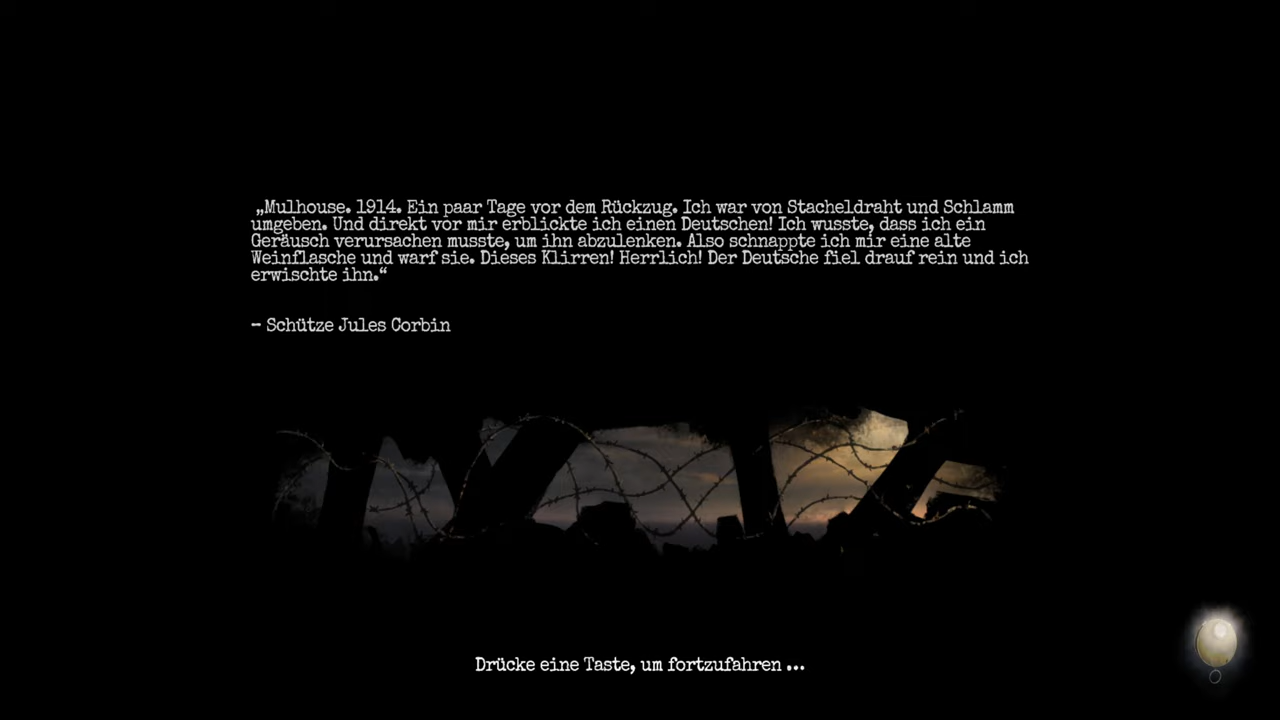 „Mulhouse. 1914. Ein paar Tage vor dem Rückzug. Ich war von Stacheldraht und Schlamm
umgeben. Und direkt vor mir erblickte ich einen Deutschen! Ich wusste, dass ich ein
Geräusch verursachen musste, um ihn abzulenken. Also schnappte ich mir eine alte
Weinflasche und warf sie. Dieses Klirren! Herrlich! Der Deutsche fiel drauf rein und ich
erwischte ihn.“
– Schütze Jules Corbin
Drücke eine Taste, um fortzufahren ...